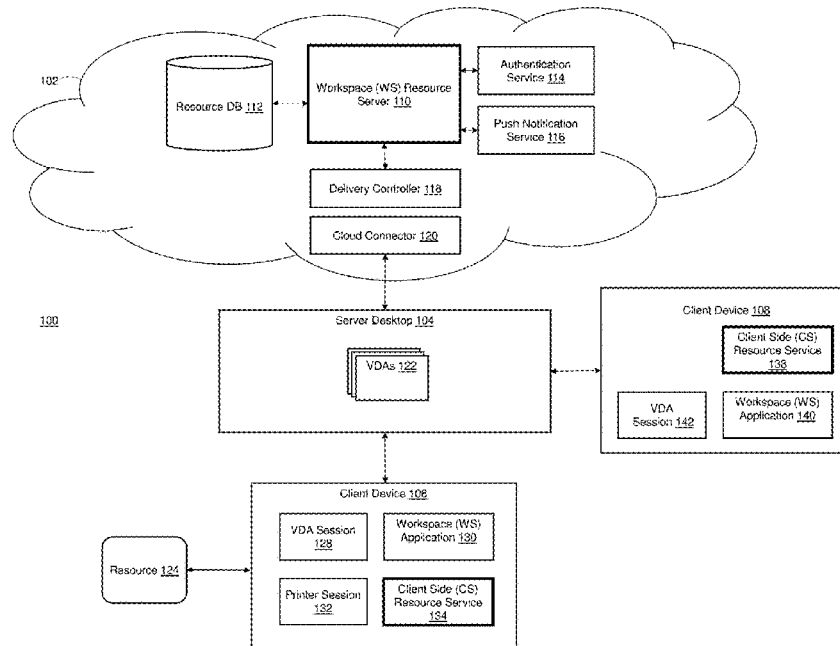 102
Resource DB 112
Workspace (WS) Resource
Server 110
Authentication
Service 114
Push Notification
Service 116
Delivery Controller 118
Cloud Connector 120
100
Server Desktop 104
VDAs 122
Client Device 108
Client Side (CS)
Resource Service
138
VDA
Session 142
Workspace (WS)
Application 140
Client Device 106
VDA Session
128
Workspace (WS)
Application 130
Resource 124
Printer Session
132
Client Side (CS)
Resource Service
134